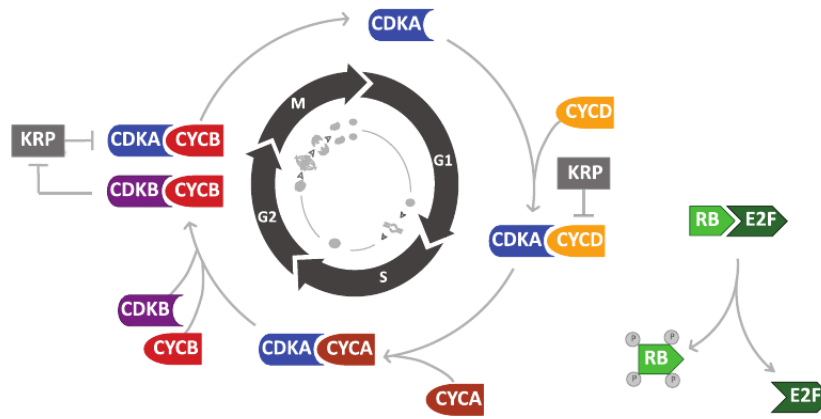 CDKA
M
CYCD
KRP
CDKA CYCB
G1
KRP
CDKB CYCB
G2
RB E2F
CDKA CYCD
S
CDKB
CYCB
CDKA CYCA
P P
RB
P P
CYCA
E2F